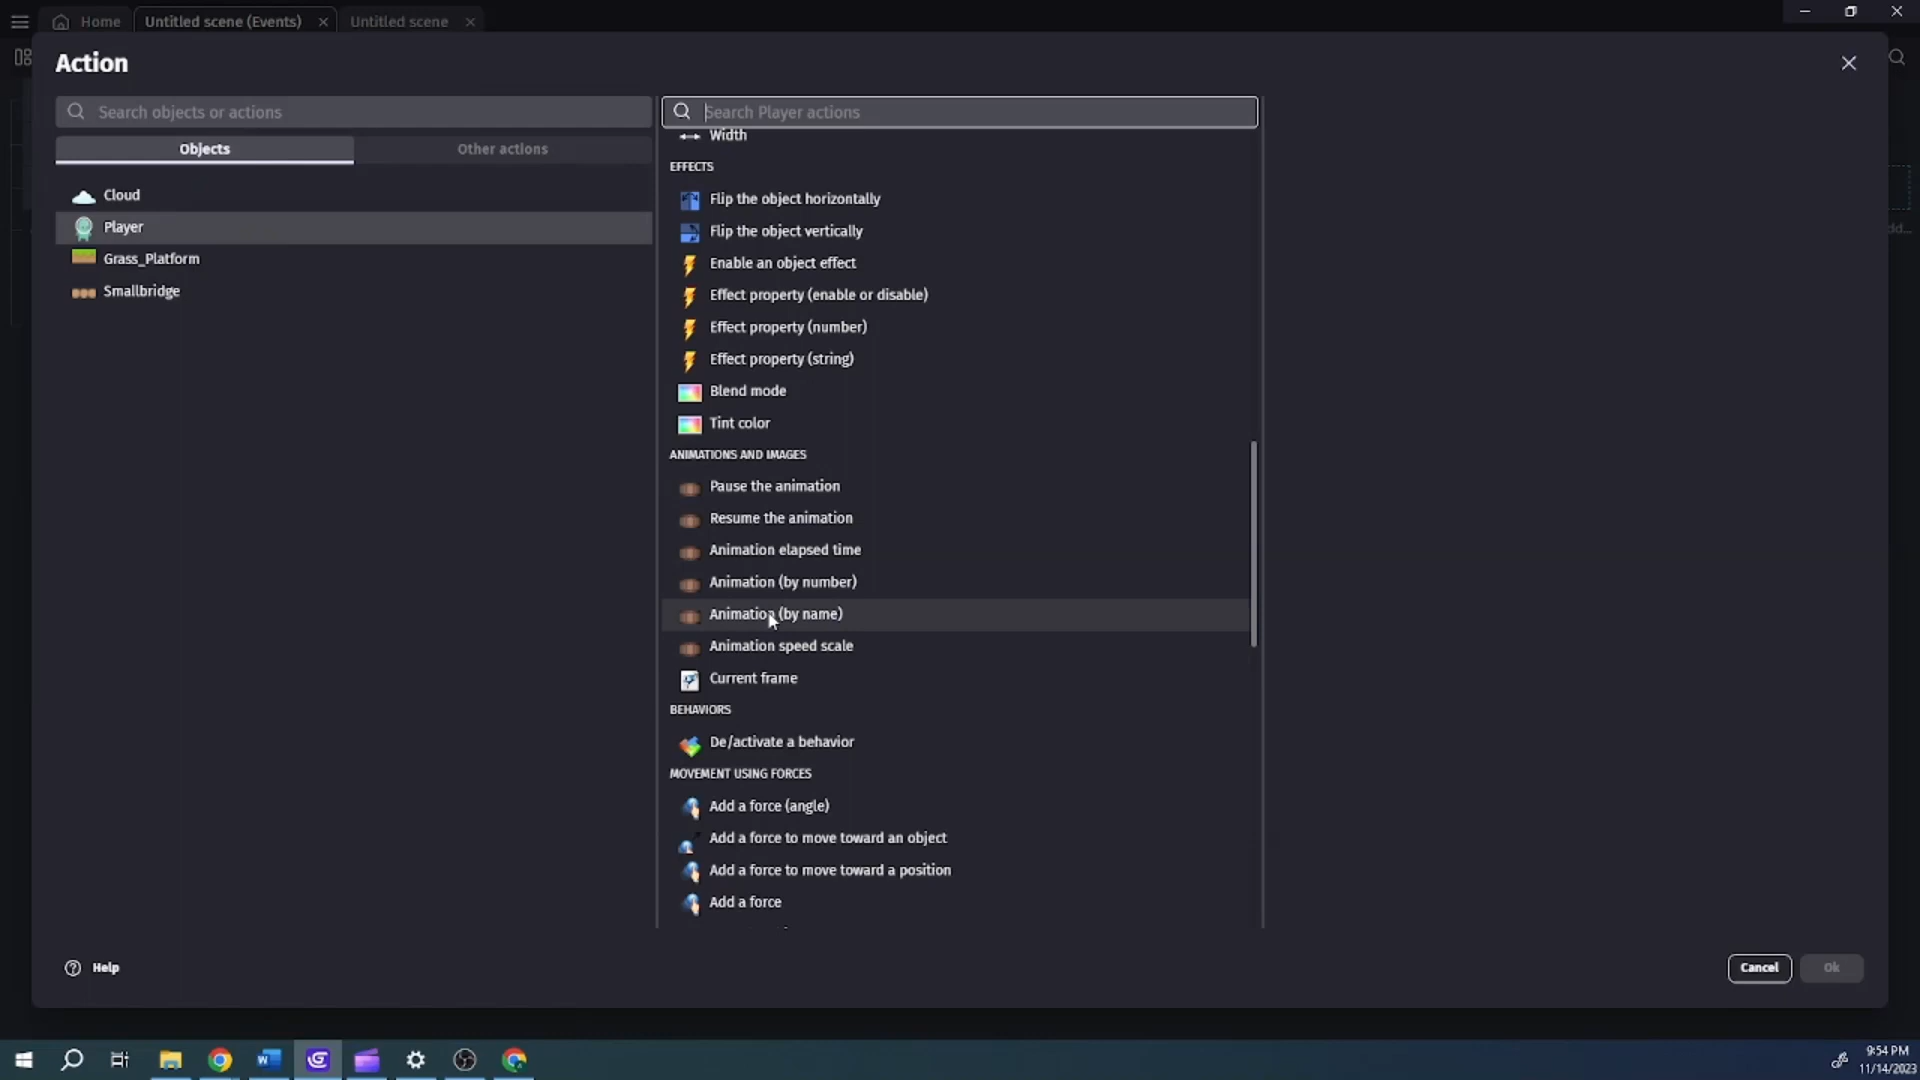 Home
Untitled scene (Events)
Untitled scene
Action
Search objects or actions
Objects
Other actions
Cloud
Player
Grass_Platform
Smallbridge
Search Player actions
Width
EFFECTS
Flip the object horizontally
Flip the object vertically
Enable an object effect
Effect property (enable or disable)
Effect property (number)
Effect property (string)
Blend mode
Tint color
ANIMATIONS AND IMAGES
Pause the animation
Resume the animation
Animation elapsed time
Animation (by number)
Animation (by name)
Animation speed scale
Current frame
BEHAVIORS
De/activate a behavior
MOVEMENT USING FORCES
Add a force (angle)
Add a force to move toward an object
Add a force to move toward a position
Add a force
Help
Cancel
Ok
9:54 PM
11/14/2023